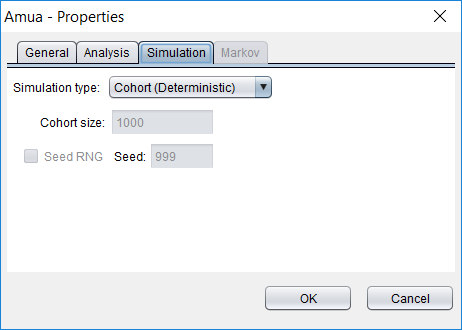 Amua - Properties
General Analysis Simulation Markov
Simulation type: Cohort (Deterministic)
Cohort size: 1000
Seed RNG Seed: 999
OK Cancel